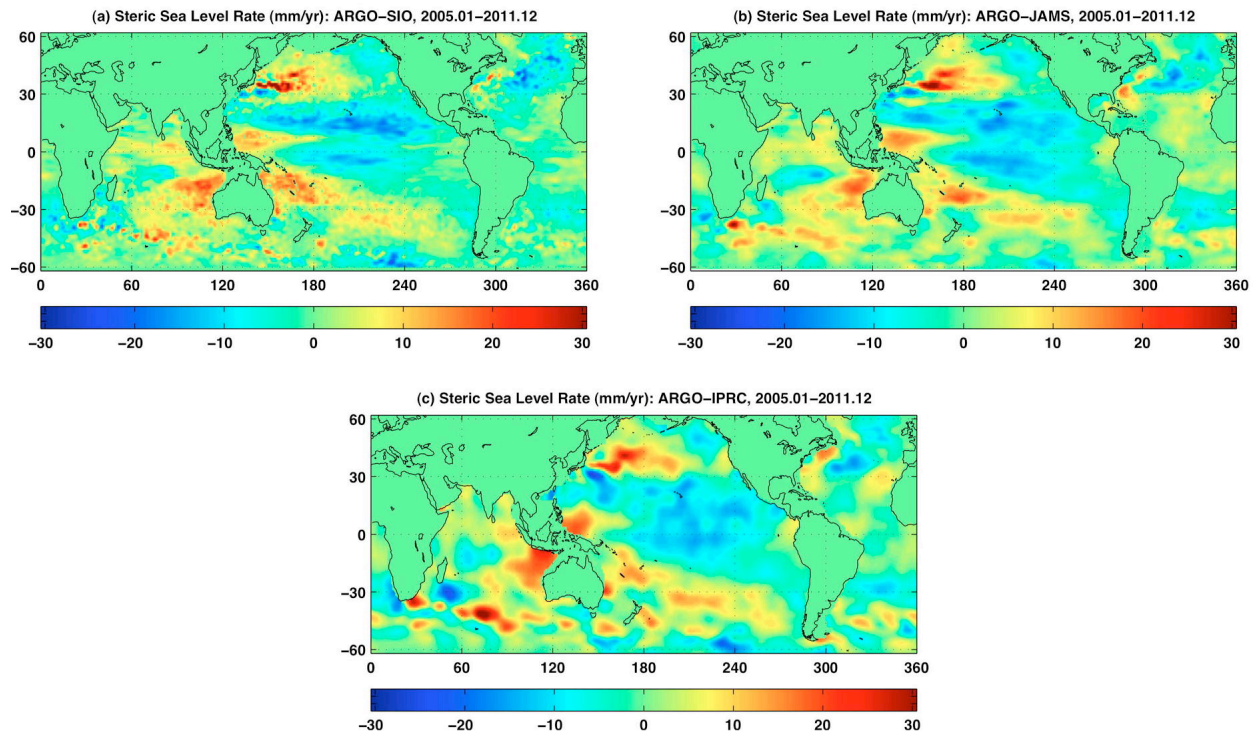 (a) Steric Sea Level Rate (mm/yr): ARGO−SIO, 2005.01−2011.12
60
30
0
−30
−60
0 60 120 180 240 300 360
−30 −20 −10 0 10 20 30
(b) Steric Sea Level Rate (mm/yr): ARGO−JAMS, 2005.01−2011.12
60
30
0
−30
−60
0 60 120 180 240 300 360
−30 −20 −10 0 10 20 30
(c) Steric Sea Level Rate (mm/yr): ARGO−IPRC, 2005.01−2011.12
60
30
0
−30
−60
0 60 120 180 240 300 360
−30 −20 −10 0 10 20 30